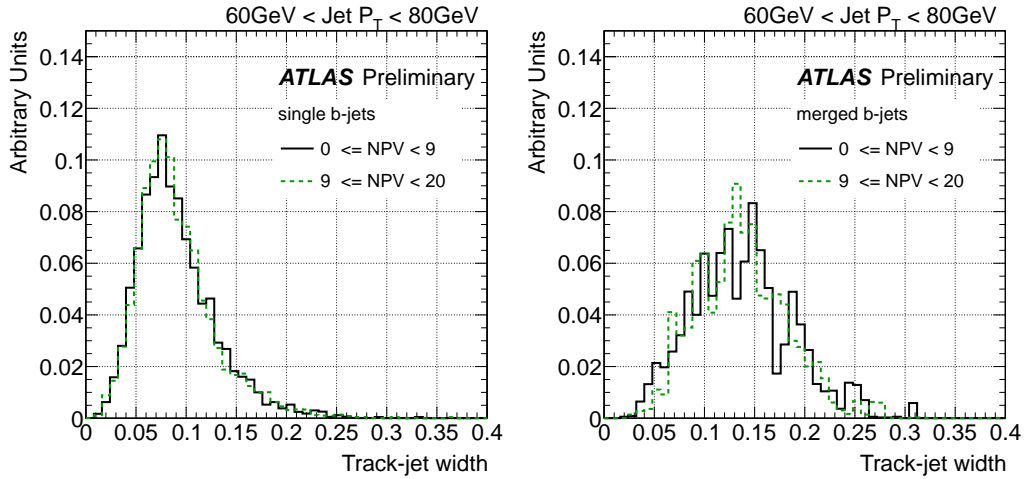 60GeV < Jet P_T < 80GeV
Arbitrary Units
0.14
0.12
0.1
0.08
0.06
0.04
0.02
0
ATLAS Preliminary
single b-jets
0 <= NPV < 9
9 <= NPV < 20
0 0.05 0.1 0.15 0.2 0.25 0.3 0.35 0.4
Track-jet width
60GeV < Jet P_T < 80GeV
Arbitrary Units
0.14
0.12
0.1
0.08
0.06
0.04
0.02
0
ATLAS Preliminary
merged b-jets
0 <= NPV < 9
9 <= NPV < 20
0 0.05 0.1 0.15 0.2 0.25 0.3 0.35 0.4
Track-jet width